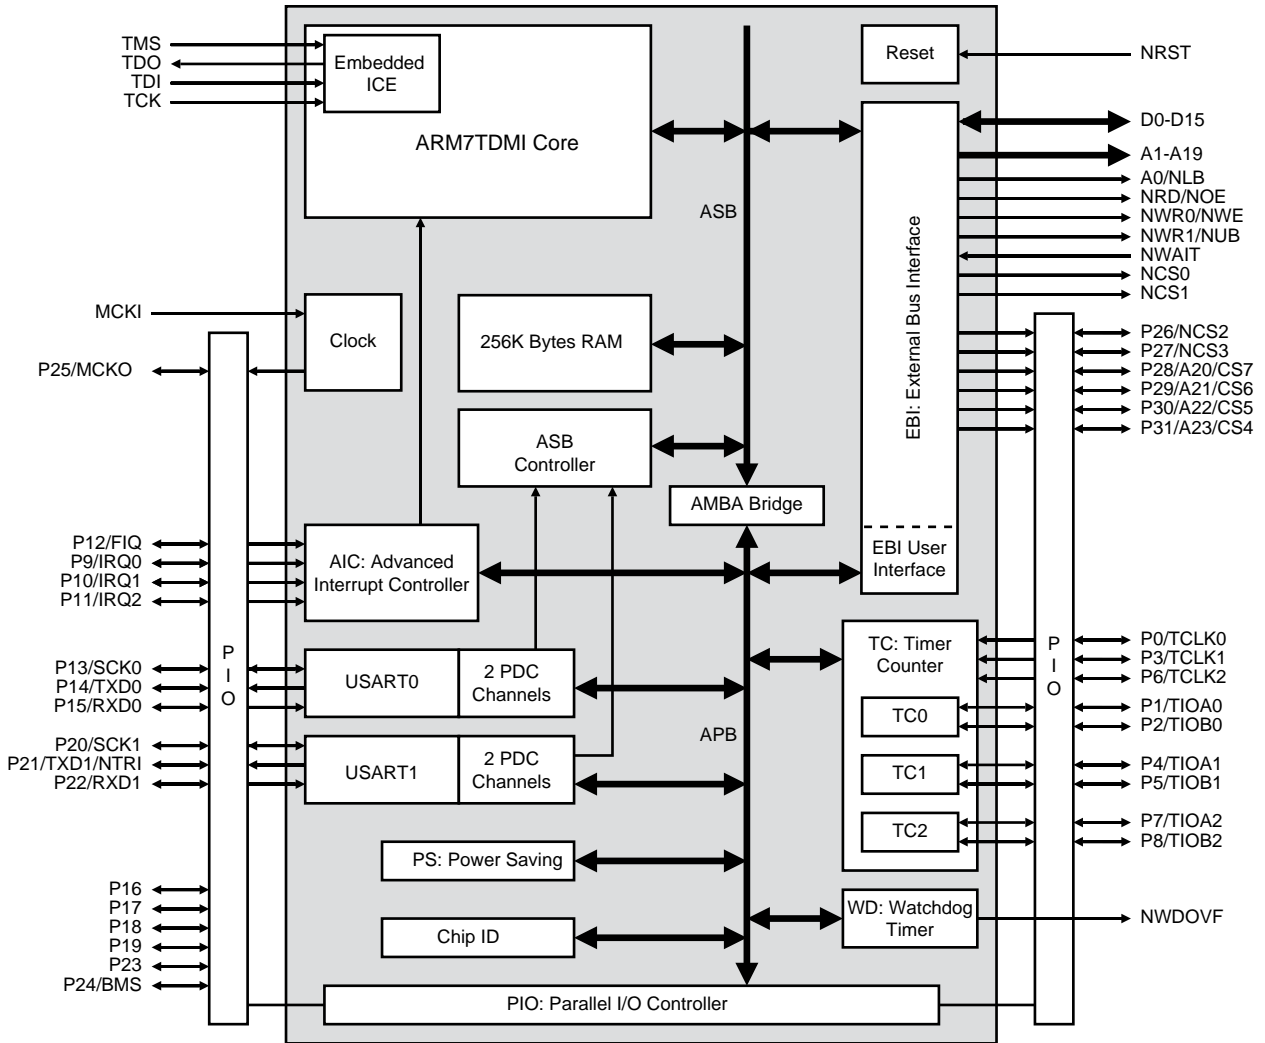 TMS
TDO
TDI
TCK
Embedded
ICE
ARM7TDMI Core
Reset
NRST
D0-D15
A1-A19
A0/NLB
NRD/NOE
NWR0/NWE
NWR1/NUB
NWAIT
NCS0
NCS1
ASB
EBI: External Bus Interface
MCKI
Clock
256K Bytes RAM
P25/MCKO
P26/NCS2
P27/NCS3
P28/A20/CS7
P29/A21/CS6
P30/A22/CS5
P31/A23/CS4
ASB
Controller
AMBA Bridge
EBI User
Interface
P12/FIQ
P9/IRQ0
P10/IRQ1
P11/IRQ2
AIC: Advanced
Interrupt Controller
P
I
O
P13/SCK0
P14/TXD0
P15/RXD0
USART0
2 PDC
Channels
P20/SCK1
P21/TXD1/NTRI
P22/RXD1
USART1
2 PDC
Channels
APB
TC: Timer
Counter
TC0
TC1
TC2
P
I
O
P0/TCLK0
P3/TCLK1
P6/TCLK2
P1/TIOA0
P2/TIOB0
P4/TIOA1
P5/TIOB1
P7/TIOA2
P8/TIOB2
PS: Power Saving
P16
P17
P18
P19
P23
P24/BMS
Chip ID
WD: Watchdog
Timer
NWDOVF
PIO: Parallel I/O Controller